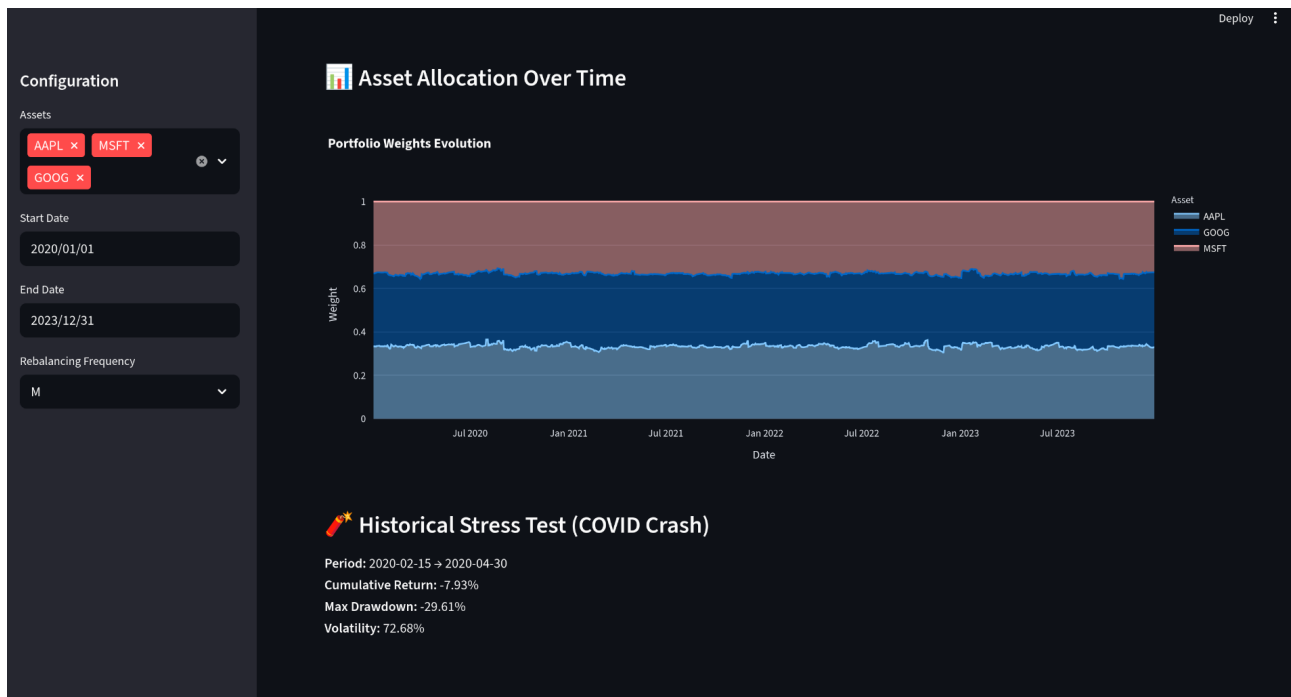 Deploy
Configuration
Assets
AAPL × MSFT ×
GOOG ×
Start Date
2020/01/01
End Date
2023/12/31
Rebalancing Frequency
M
Asset Allocation Over Time
Portfolio Weights Evolution
Weight
1
0.8
0.6
0.4
0.2
0
Jul 2020 Jan 2021 Jul 2021 Jan 2022 Jul 2022 Jan 2023 Jul 2023
Date
Asset
AAPL
GOOG
MSFT
Historical Stress Test (COVID Crash)
Period: 2020-02-15 → 2020-04-30
Cumulative Return: -7.93%
Max Drawdown: -29.61%
Volatility: 72.68%